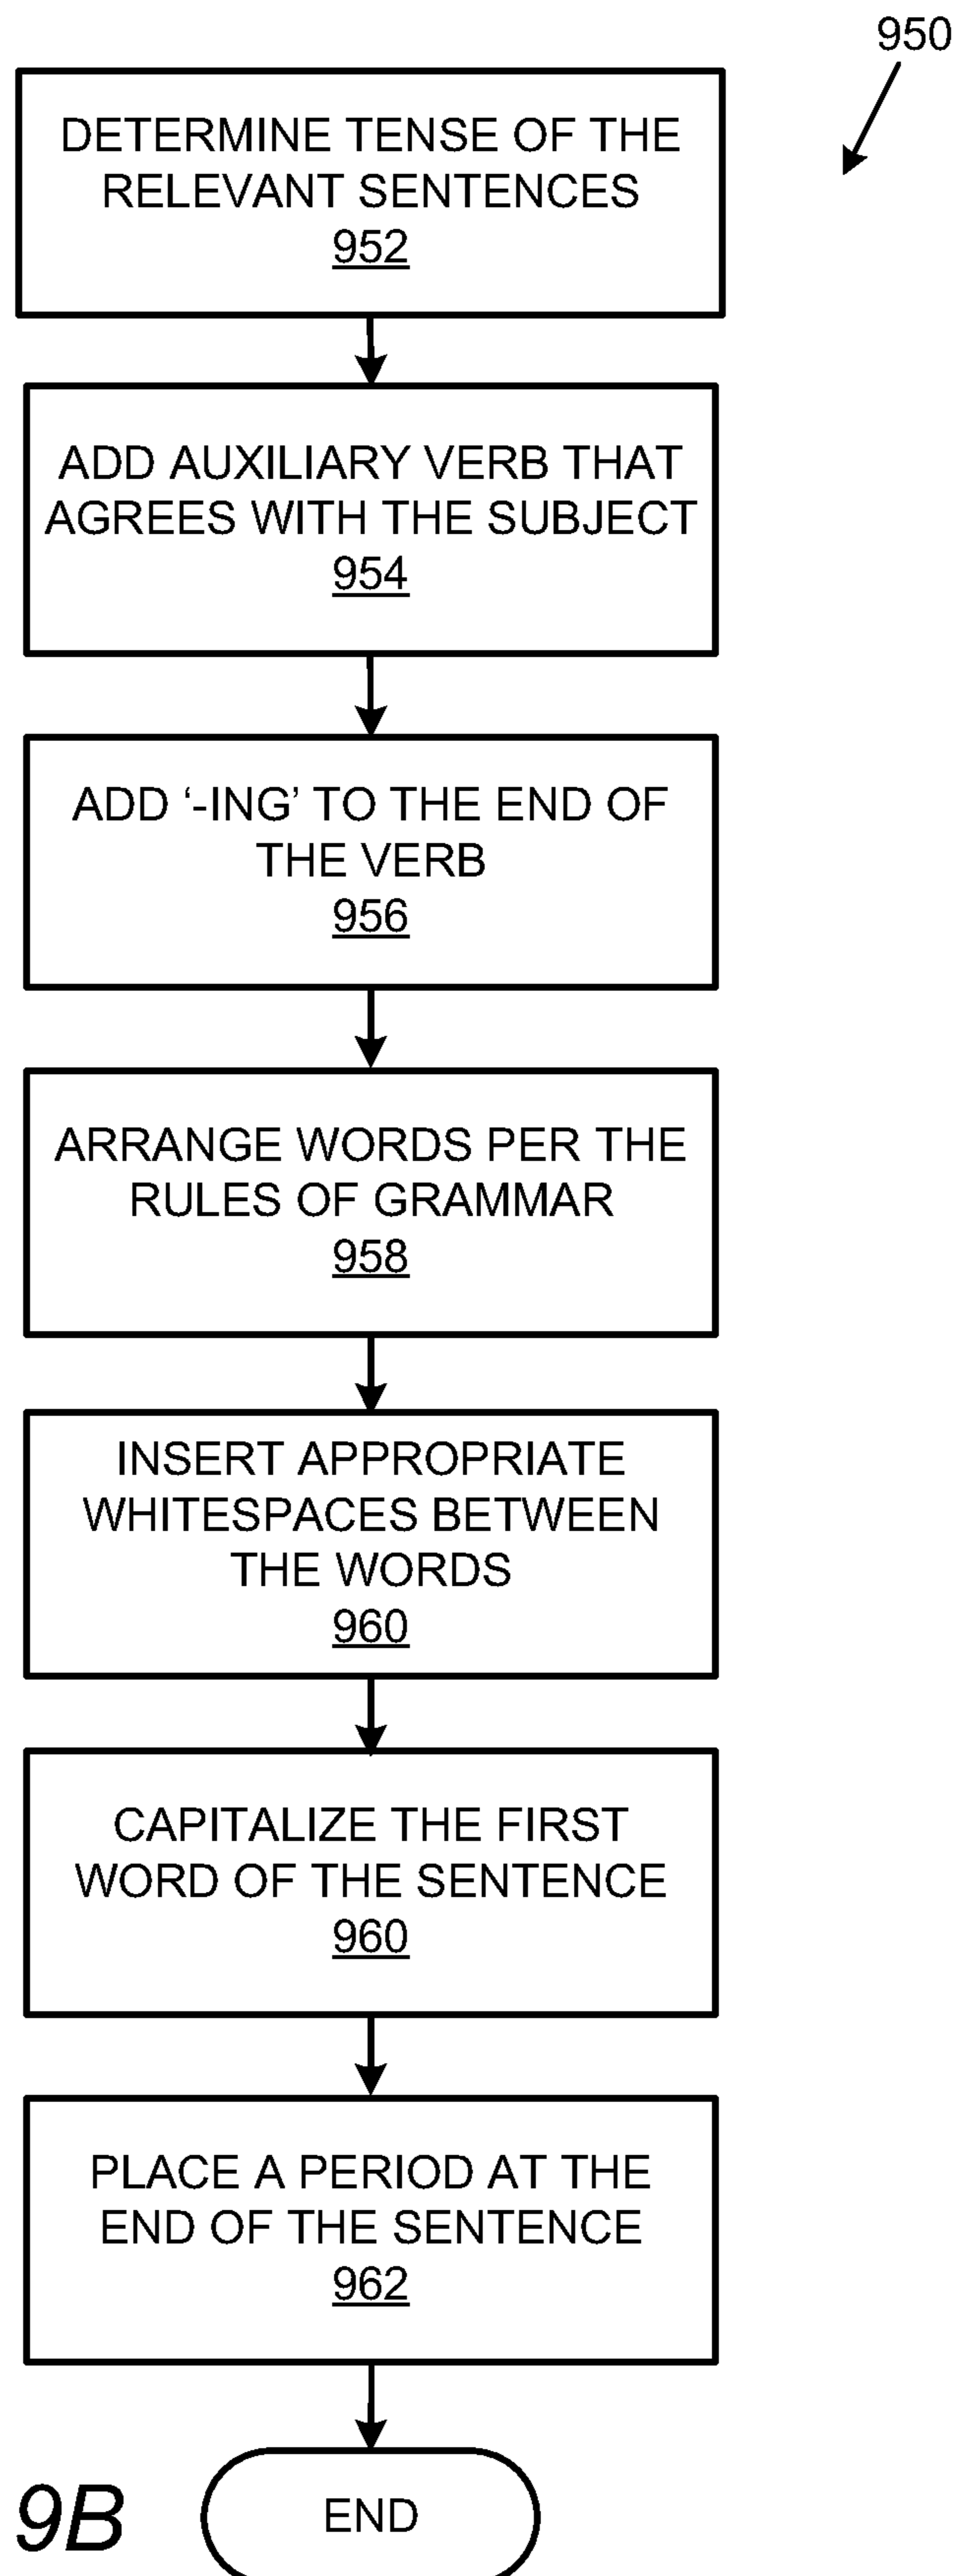 950
DETERMINE TENSE OF THE
RELEVANT SENTENCES
952
ADD AUXILIARY VERB THAT
AGREES WITH THE SUBJECT
954
ADD ‘-ING’ TO THE END OF
THE VERB
956
ARRANGE WORDS PER THE
RULES OF GRAMMAR
958
INSERT APPROPRIATE
WHITESPACES BETWEEN
THE WORDS
960
CAPITALIZE THE FIRST
WORD OF THE SENTENCE
960
PLACE A PERIOD AT THE
END OF THE SENTENCE
962
9B
END